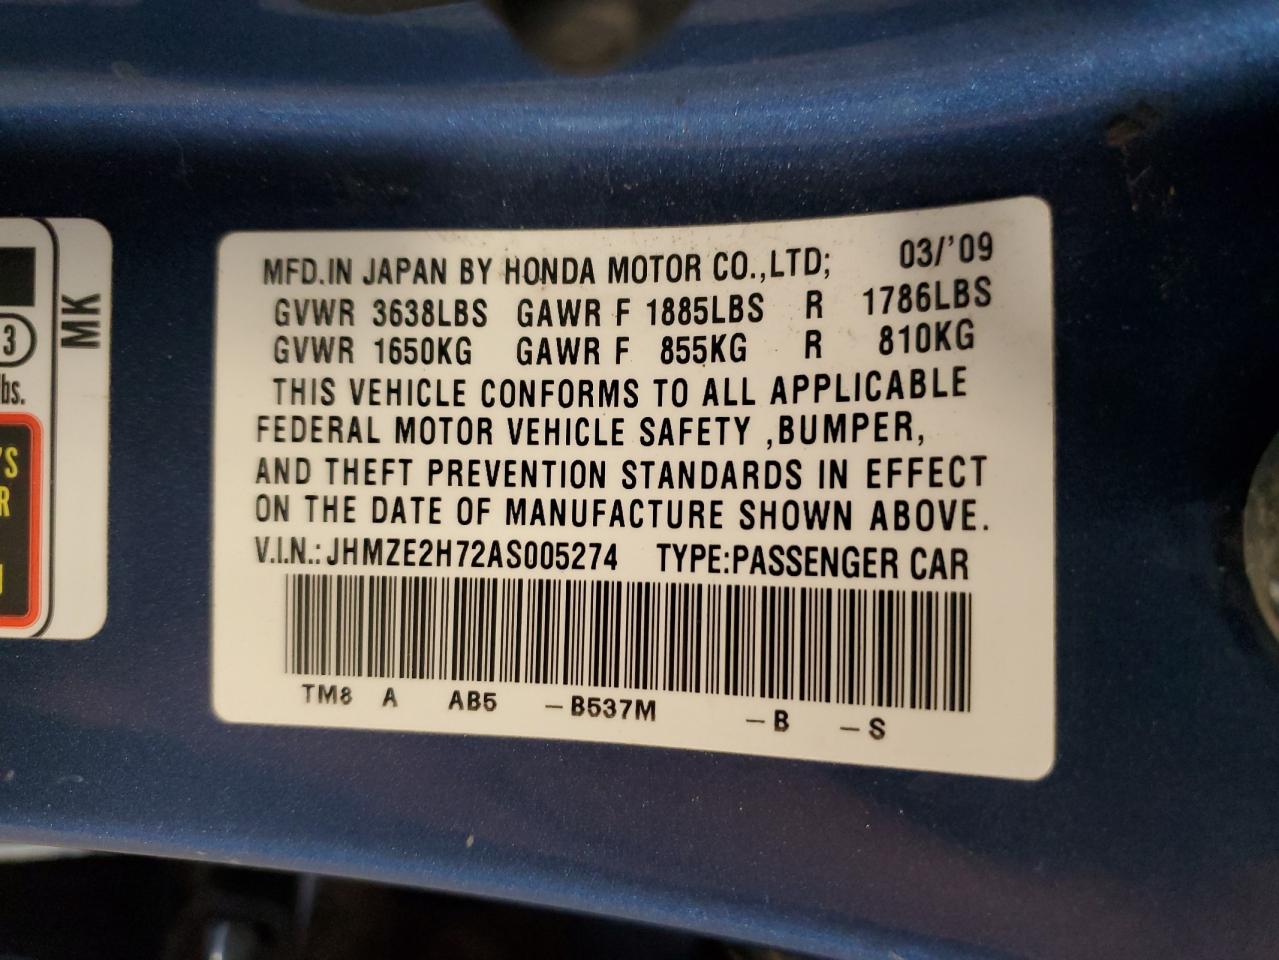 MFD.IN JAPAN BY HONDA MOTOR CO.,LTD; 03/'09
GVWR 3638LBS GAWR F 1885LBS R 1786LBS
GVWR 1650KG GAWR F 855KG R 810KG
THIS VEHICLE CONFORMS TO ALL APPLICABLE
FEDERAL MOTOR VEHICLE SAFETY ,BUMPER,
AND THEFT PREVENTION STANDARDS IN EFFECT
ON THE DATE OF MANUFACTURE SHOWN ABOVE.
V.I.N.: JHMZE2H72AS005274 TYPE:PASSENGER CAR
TM8 A AB5 -B537M -B -S
MK
3
lbs.
'S
R